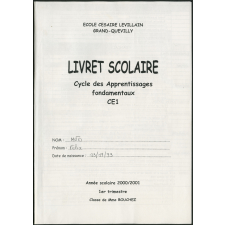 ECOLE CESAIRE LEVILLAIN
GRAND-QUEVILLY
LIVRET SCOLAIRE
Cycle des Apprentissages
fondamentaux
CE1
NOM :
Prénom :
Date de naissance :
Année scolaire 2000/2001
1er trimestre
Classe de Mme BOUCHEZ